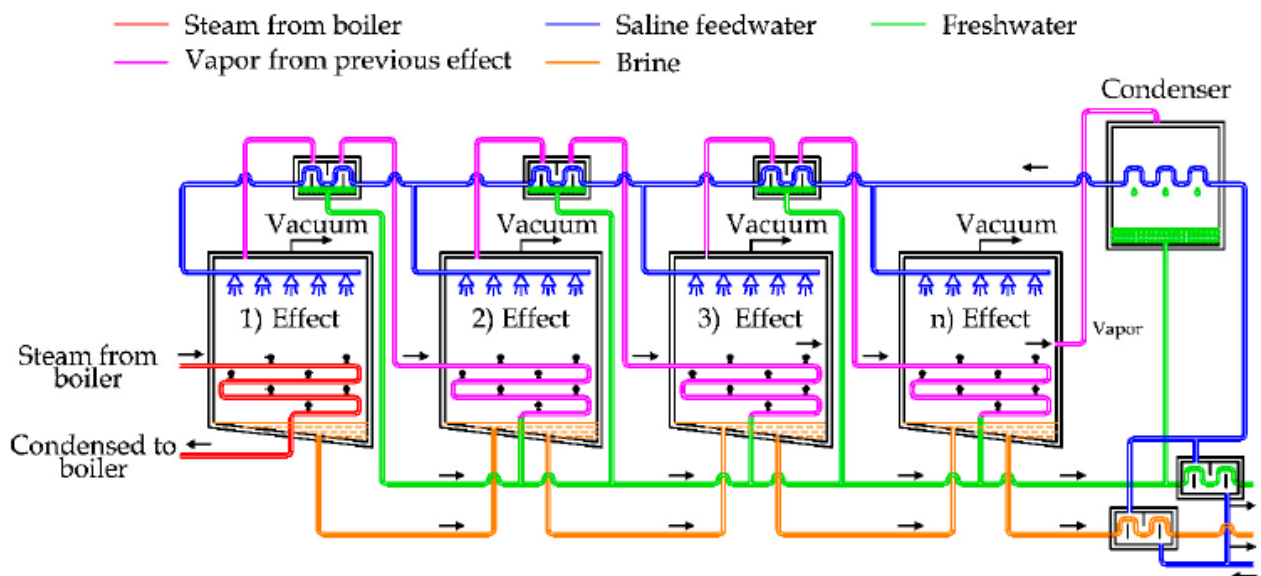 Steam from boiler
Saline feedwater
Freshwater
Vapor from previous effect
Brine
Condenser
Vacuum
Vacuum
Vacuum
Vacuum
1) Effect
2) Effect
3) Effect
n) Effect
Vapor
Steam from
boiler
Condensed to
boiler